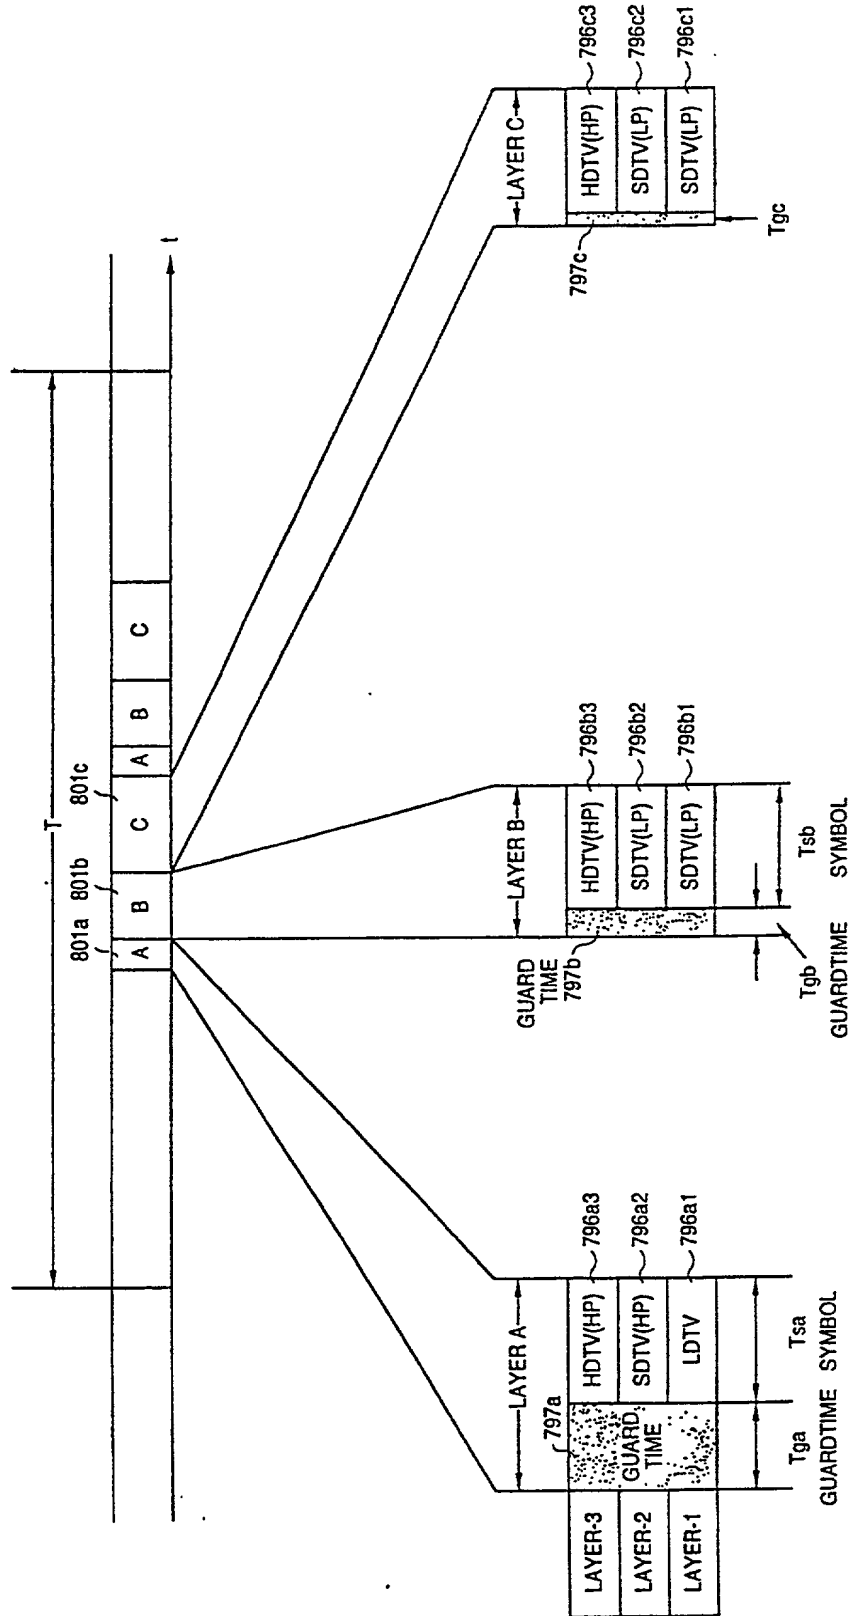 T
801a
801b
801c
A
B
C
A
B
C
t
LAYER A
LAYER B
LAYER C
797a
GUARD
TIME
797b
797c
LAYER-3
LAYER-2
LAYER-1
GUARD
TIME
HDTV(HP)
SDTV(HP)
LDTV
796a3
796a2
796a1
HDTV(HP)
SDTV(LP)
SDTV(LP)
796b3
796b2
796b1
HDTV(HP)
SDTV(LP)
SDTV(LP)
796c3
796c2
796c1
Tga
GUARDTIME
Tsa
SYMBOL
Tgb
GUARDTIME
Tsb
SYMBOL
Tgc